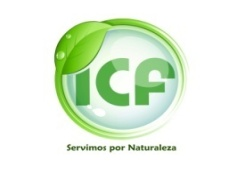 ICF
Servimos por Naturaleza